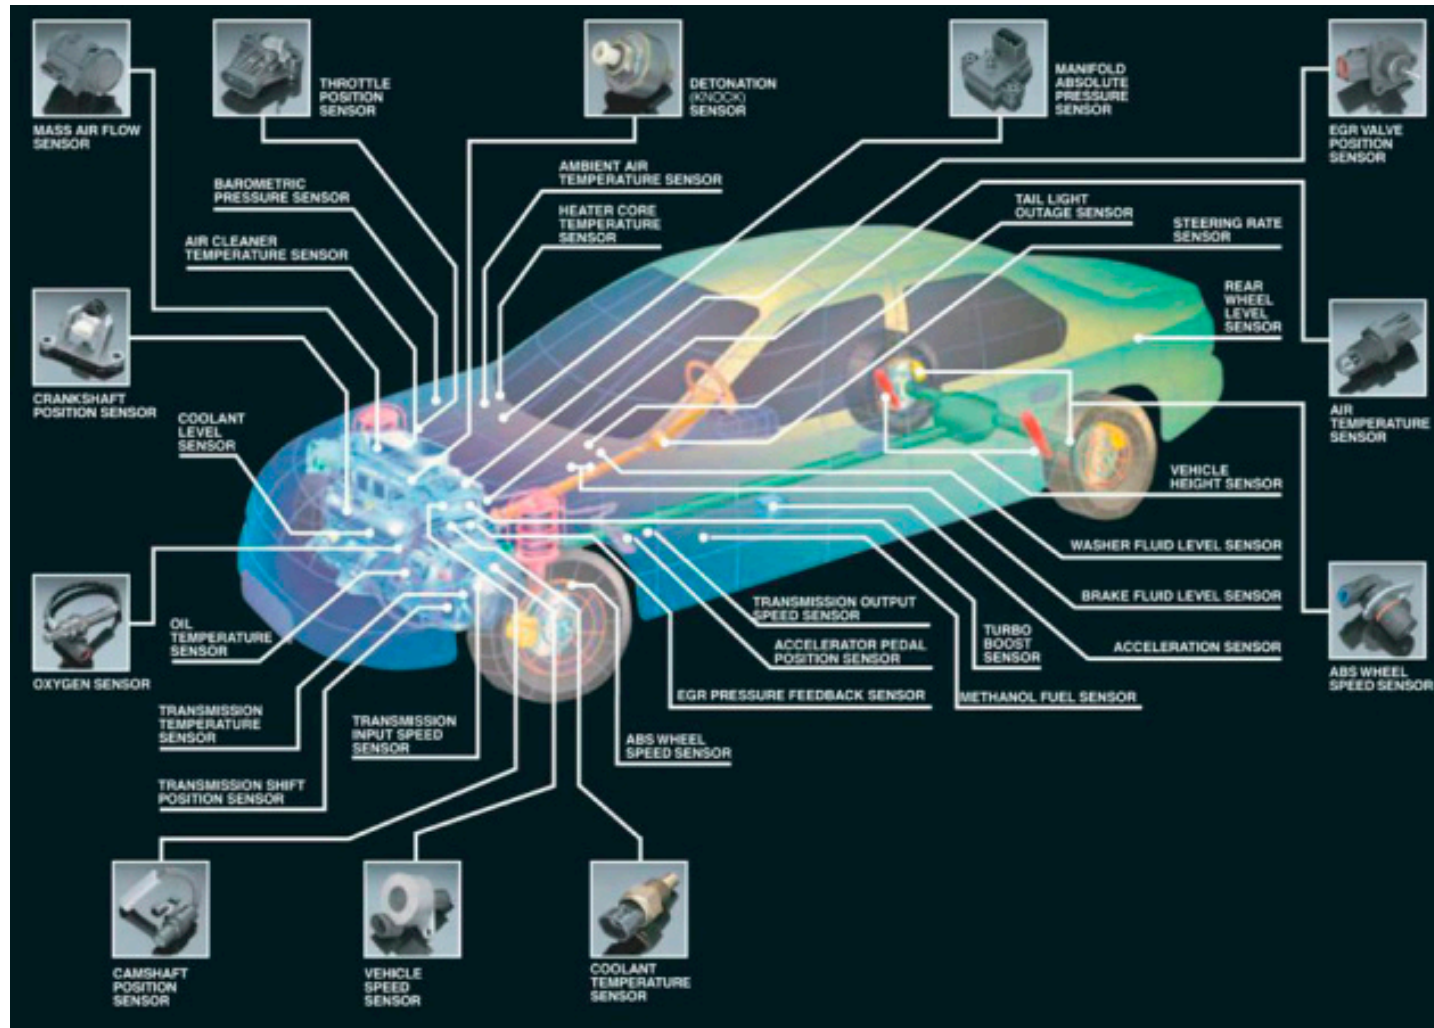 THROTTLE
POSITION
SENSOR
DETONATION
(KNOCK)
SENSOR
MANIFOLD
ABSOLUTE
PRESSURE
SENSOR
MASS AIR FLOW
SENSOR
EGR VALVE
POSITION
SENSOR
BAROMETRIC
PRESSURE SENSOR
AMBIENT AIR
TEMPERATURE SENSOR
TAIL LIGHT
OUTAGE SENSOR
HEATER CORE
TEMPERATURE
SENSOR
STEERING RATE
SENSOR
AIR CLEANER
TEMPERATURE SENSOR
REAR
WHEEL
LEVEL
SENSOR
CRANKSHAFT
POSITION SENSOR
AIR
TEMPERATURE
SENSOR
COOLANT
LEVEL
SENSOR
VEHICLE
HEIGHT SENSOR
WASHER FLUID LEVEL SENSOR
BRAKE FLUID LEVEL SENSOR
TRANSMISSION OUTPUT
SPEED SENSOR
OIL
TEMPERATURE
SENSOR
TURBO
BOOST
SENSOR
ACCELERATION SENSOR
ACCELERATOR PEDAL
POSITION SENSOR
OXYGEN SENSOR
ABS WHEEL
SPEED SENSOR
EGR PRESSURE FEEDBACK SENSOR
METHANOL FUEL SENSOR
TRANSMISSION
TEMPERATURE
SENSOR
TRANSMISSION
INPUT SPEED
SENSOR
ABS WHEEL
SPEED SENSOR
TRANSMISSION SHIFT
POSITION SENSOR
CAMSHAFT
POSITION
SENSOR
VEHICLE
SPEED
SENSOR
COOLANT
TEMPERATURE
SENSOR